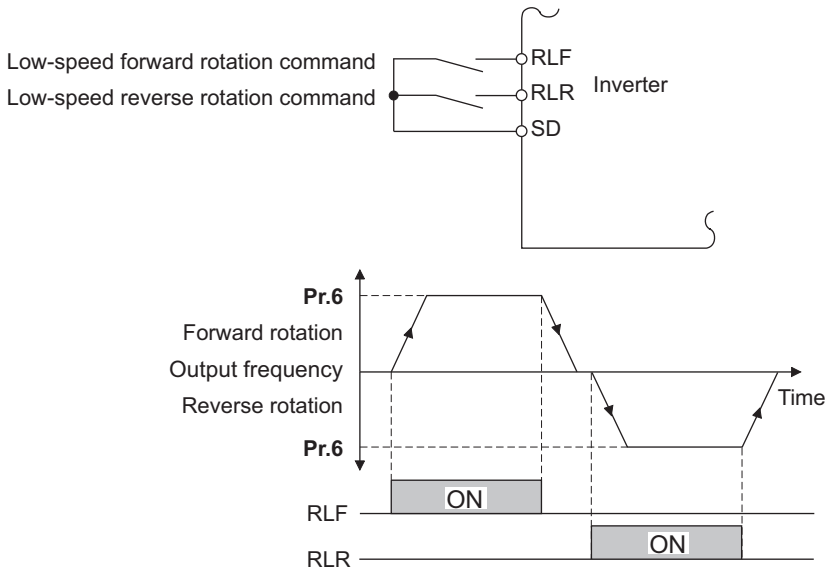 Low-speed forward rotation command
RLF
Low-speed reverse rotation command
RLR
Inverter
SD
Pr.6
Forward rotation
Output frequency
Time
Reverse rotation
Pr.6
RLF
ON
RLR
ON